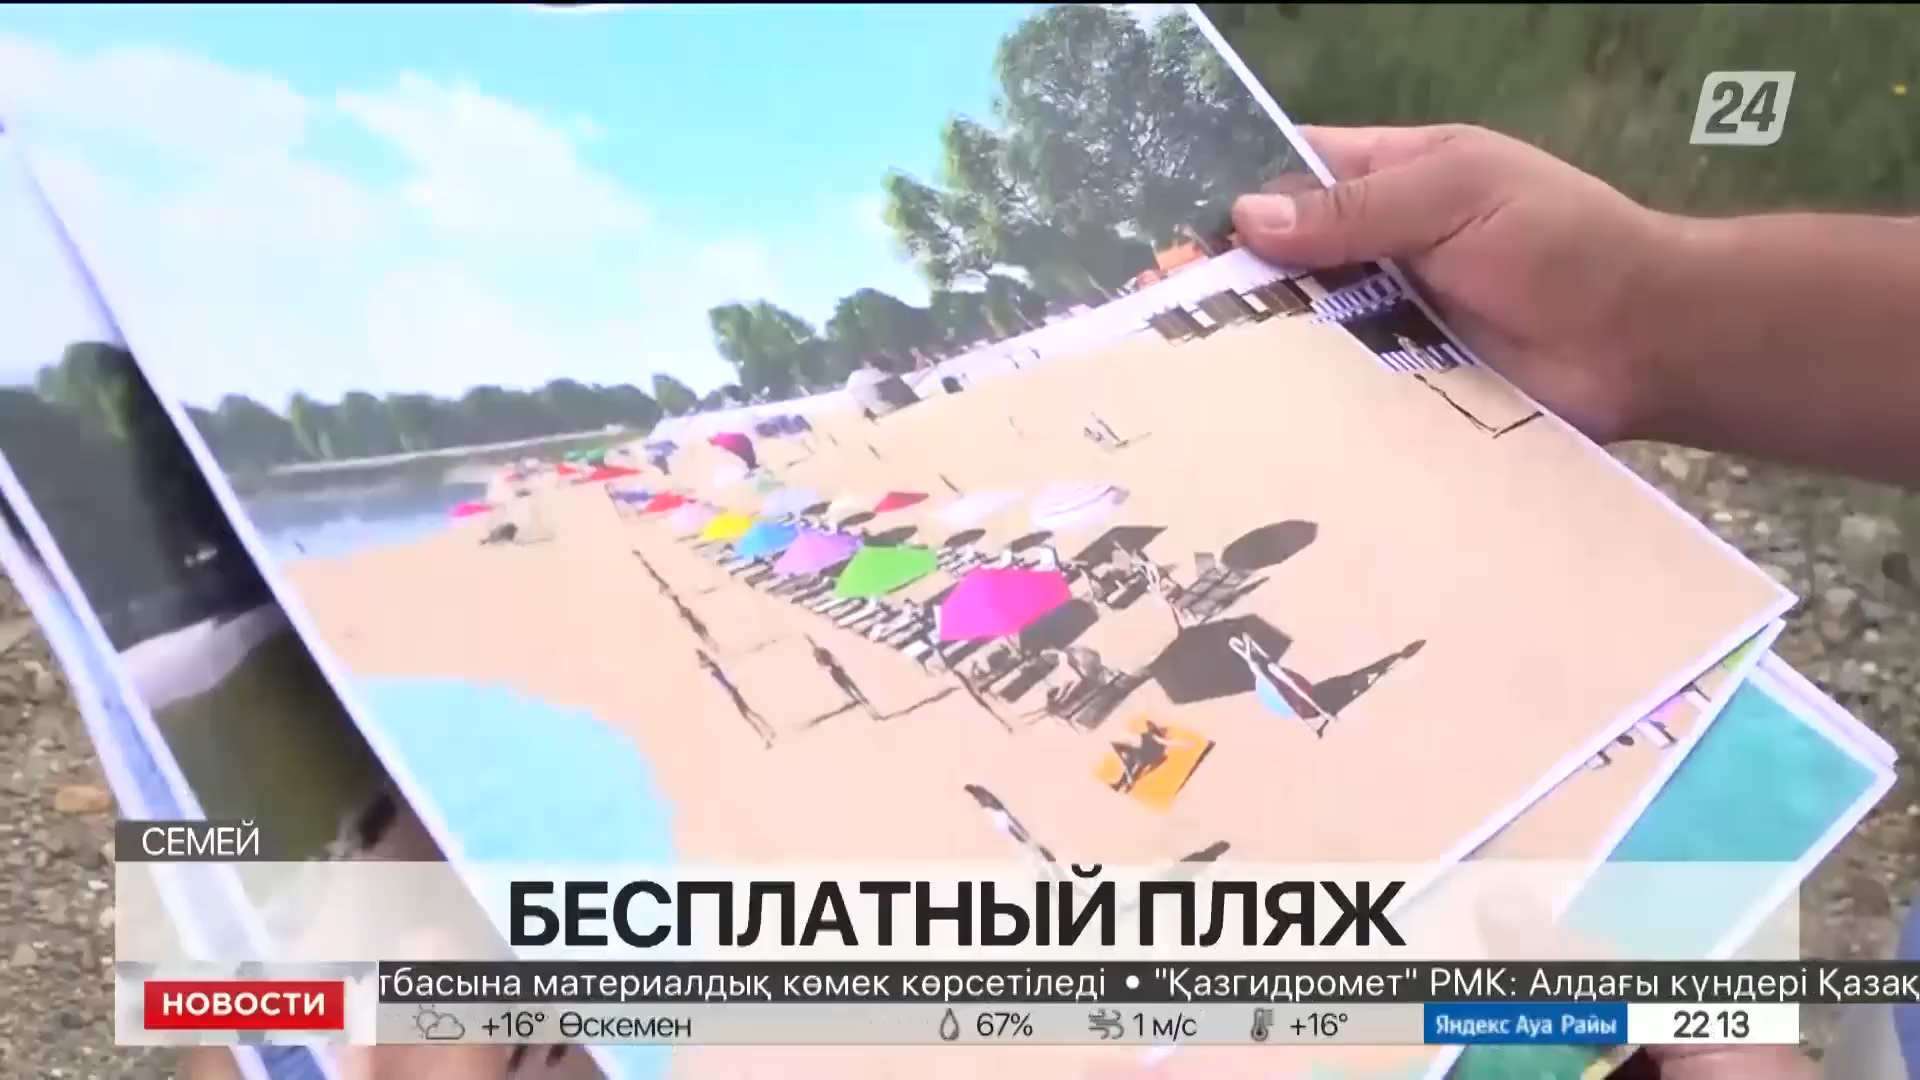 24
СЕМЕЙ
БЕСПЛАТНЫЙ ПЛЯЖ
НОВОСТИ
тбасына материалдық көмек көрсетіледі • "Қазгидромет" РМК: Алдағы күндері Қазақ
+16° Өскемен 67% 1 м/с +16° Яндекс Ауа Райы 22:13